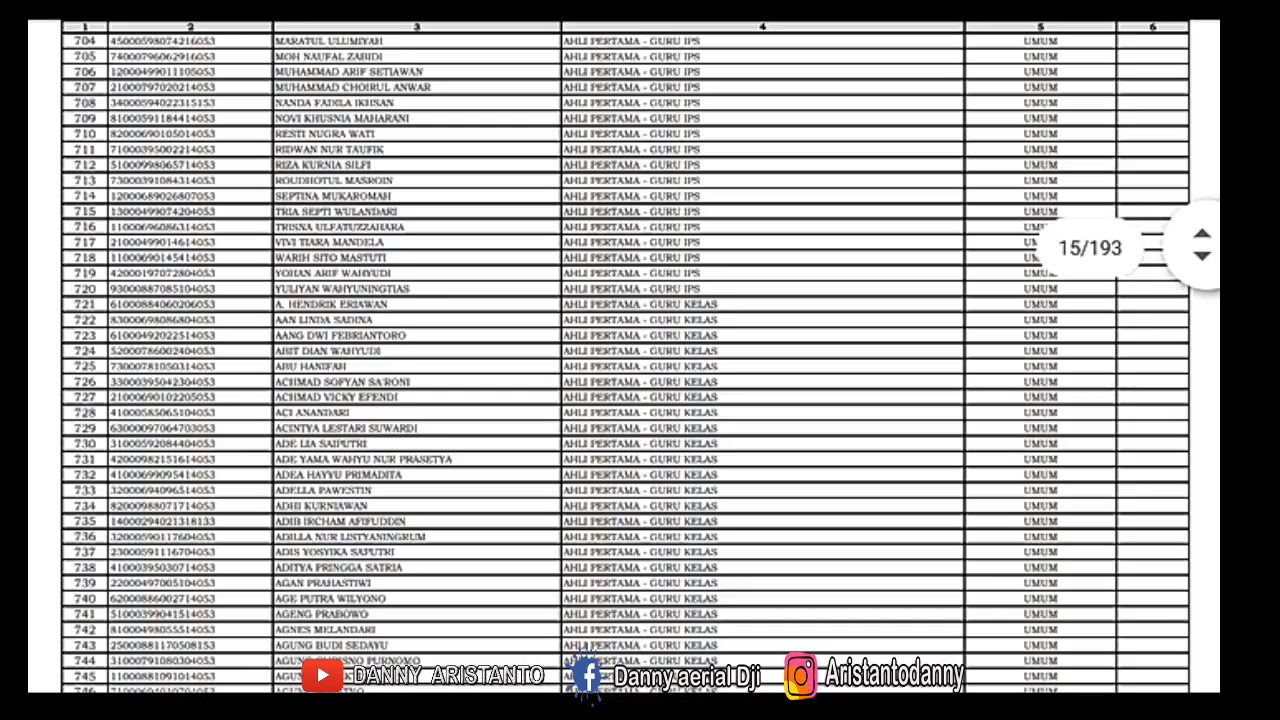 1 2 3 4 5 6
704 45000598074216053 MARATUL ULUMIYAH AHLI PERTAMA - GURU IPS UMUM
705 74000796062916053 MOH NAUFAL ZABIDI AHLI PERTAMA - GURU IPS UMUM
706 12000499011105053 MUHAMMAD ARIF SETIAWAN AHLI PERTAMA - GURU IPS UMUM
707 21000797020214053 MUHAMMAD CHOIRUL ANWAR AHLI PERTAMA - GURU IPS UMUM
708 34000594022315153 NANDA FADILA IKHSAN AHLI PERTAMA - GURU IPS UMUM
709 81000591184414053 NOVI KHUSNIA MAHARANI AHLI PERTAMA - GURU IPS UMUM
710 82000690105014053 RESTI NUGRA WATI AHLI PERTAMA - GURU IPS UMUM
711 71000395002214053 RIDWAN NUR TAUFIK AHLI PERTAMA - GURU IPS UMUM
712 51000998065714053 RIZA KURNIA SILFI AHLI PERTAMA - GURU IPS UMUM
713 73000391084314053 ROUDHOTUL MASROIN AHLI PERTAMA - GURU IPS UMUM
714 12000689026807053 SEPTINA MUKAROMAH AHLI PERTAMA - GURU IPS UMUM
715 13000499074204053 TRIA SEPTI WULANDARI AHLI PERTAMA - GURU IPS UMUM
716 11000696086314053 TRISNA ULFATUZZAHARA AHLI PERTAMA - GURU IPS
717 21000499014614053 VIVI TIARA MANDELA AHLI PERTAMA - GURU IPS
718 11000690145414053 WARIH SITO MASTUTI AHLI PERTAMA - GURU IPS
719 42000197072804053 YOHAN ARIF WAHYUDI AHLI PERTAMA - GURU IPS
720 93000887085104053 YULIYAN WAHYUNINGTIAS AHLI PERTAMA - GURU IPS UMUM
15/193
721 61000884060206053 A. HENDRIK ERIAWAN AHLI PERTAMA - GURU KELAS UMUM
722 83000698086804053 AAN LINDA SABINA AHLI PERTAMA - GURU KELAS UMUM
723 61000492022514053 AANG DWI FEBRIANTORO AHLI PERTAMA - GURU KELAS UMUM
724 52000786002404053 ABIT DIAN WAHYUDI AHLI PERTAMA - GURU KELAS UMUM
725 73000781050314053 ABU HANIFAH AHLI PERTAMA - GURU KELAS UMUM
726 33000395042304053 ACHMAD SOFYAN SA'RONI AHLI PERTAMA - GURU KELAS UMUM
727 21000690102205053 ACHMAD VICKY EFENDI AHLI PERTAMA - GURU KELAS UMUM
728 41000585065104053 ACI ANANDARI AHLI PERTAMA - GURU KELAS UMUM
729 63000097064703053 ACINTYA LESTARI SUWARDI AHLI PERTAMA - GURU KELAS UMUM
730 31000592084404053 ADE LIA SAIPUTRI AHLI PERTAMA - GURU KELAS UMUM
731 42000982151614053 ADE YAMA WAHYU NUR PRASETYA AHLI PERTAMA - GURU KELAS UMUM
732 41000699095414053 ADEA HAYYU PRIMADITA AHLI PERTAMA - GURU KELAS UMUM
733 32000694096514053 ADELLA PAWESTIN AHLI PERTAMA - GURU KELAS UMUM
734 82000988071714053 ADHI KURNIAWAN AHLI PERTAMA - GURU KELAS UMUM
735 14000294021318133 ADIB IRCHAM AFIFUDDIN AHLI PERTAMA - GURU KELAS UMUM
736 32000590117604053 ADILLA NUR LISTYANINGRUM AHLI PERTAMA - GURU KELAS UMUM
737 23000591116704053 ADIS YOSYIKA SAPUTRI AHLI PERTAMA - GURU KELAS UMUM
738 41000395030714053 ADITYA PRINGGA SATRIA AHLI PERTAMA - GURU KELAS UMUM
739 22000497005104053 AGAN PRAHASTIWI AHLI PERTAMA - GURU KELAS UMUM
740 62000886002714053 AGE PUTRA WILYONO AHLI PERTAMA - GURU KELAS UMUM
741 51000399041514053 AGENG PRABOWO AHLI PERTAMA - GURU KELAS UMUM
742 81000498055514053 AGNES MELANDARI AHLI PERTAMA - GURU KELAS UMUM
743 25000881170508153 AGUNG BUDI SEDAYU AHLI PERTAMA - GURU KELAS UMUM
744 31000791080304053 PURNOMO AHLI PERTAMA - GURU KELAS UMUM
745 11000881091014053 UMUM
DANNY ARISTANTO Danny aerial Dji Aristantodanny